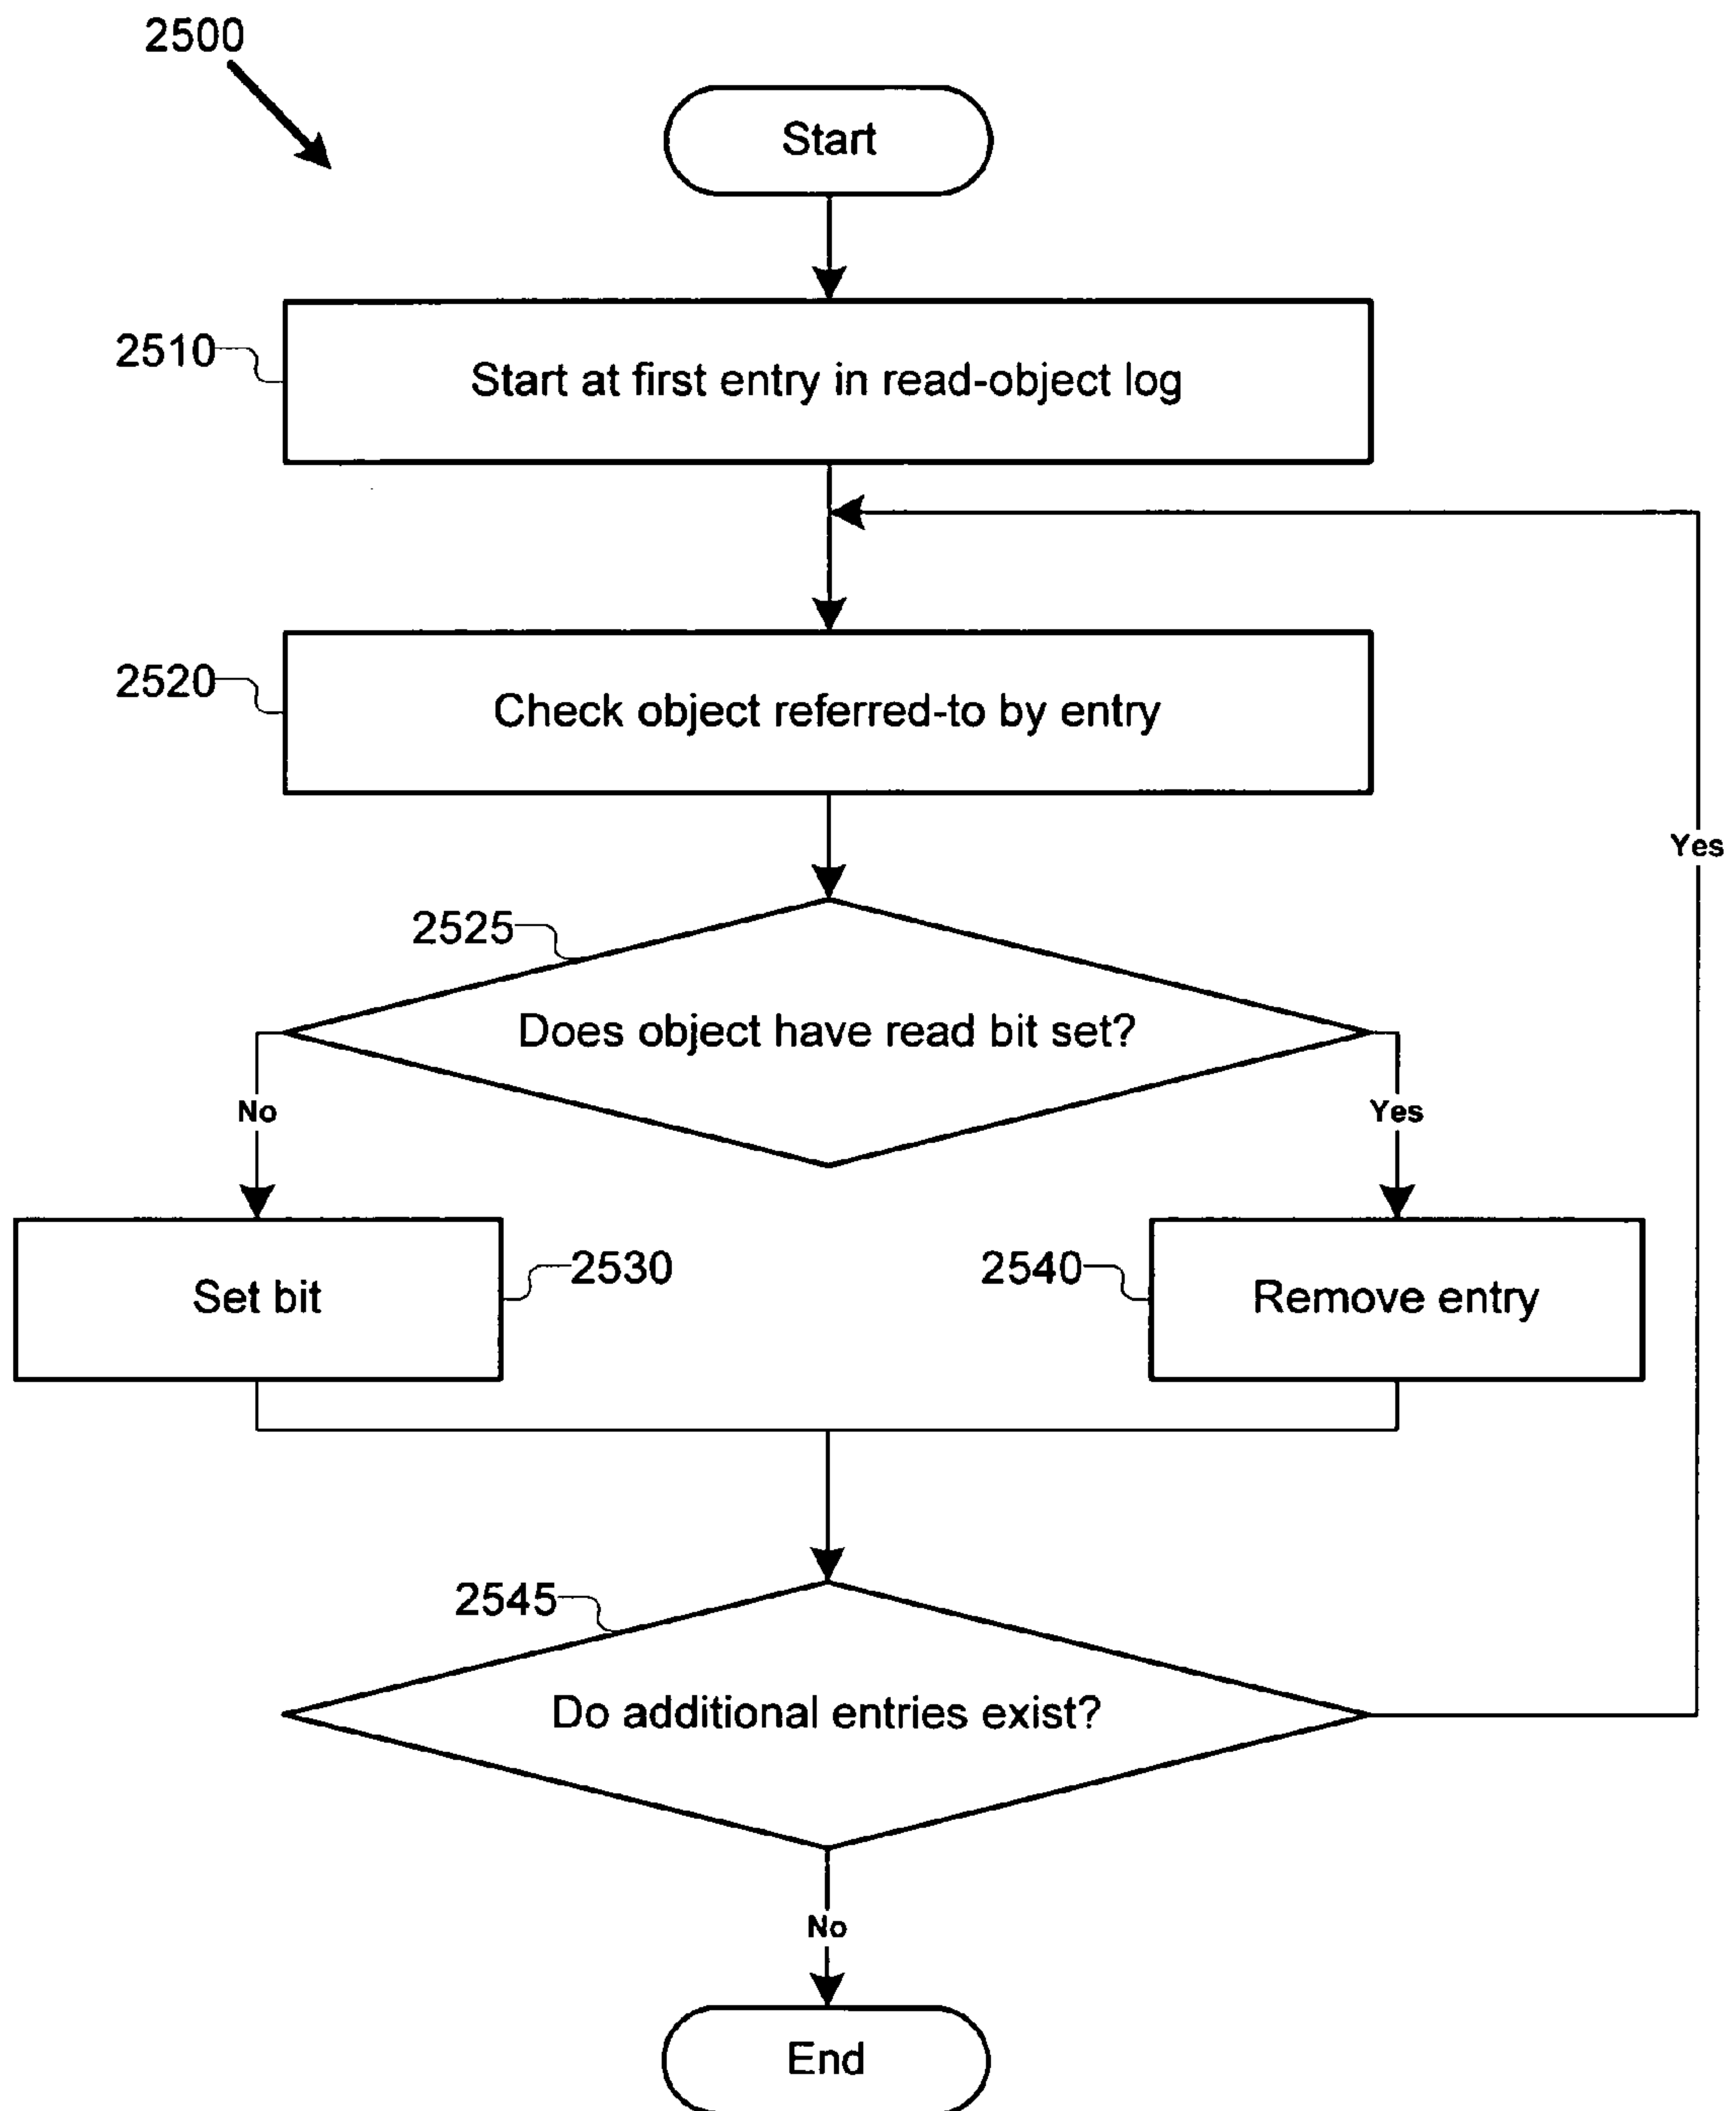 2500
Start
2510
Start at first entry in read-object log
2520
Check object referred-to by entry
Yes
2525
Does object have read bit set?
No
Yes
Set bit
2530
2540
Remove entry
2545
Do additional entries exist?
No
End